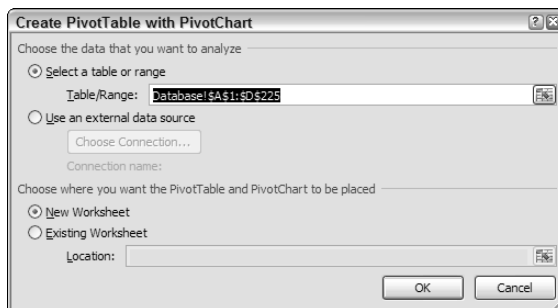 Create PivotTable with PivotChart
Choose the data that you want to analyze
Select a table or range
Table/Range: Database!$A$1:$D$225
Use an external data source
Choose Connection...
Connection name:
Choose where you want the PivotTable and PivotChart to be placed
New Worksheet
Existing Worksheet
Location:
OK Cancel